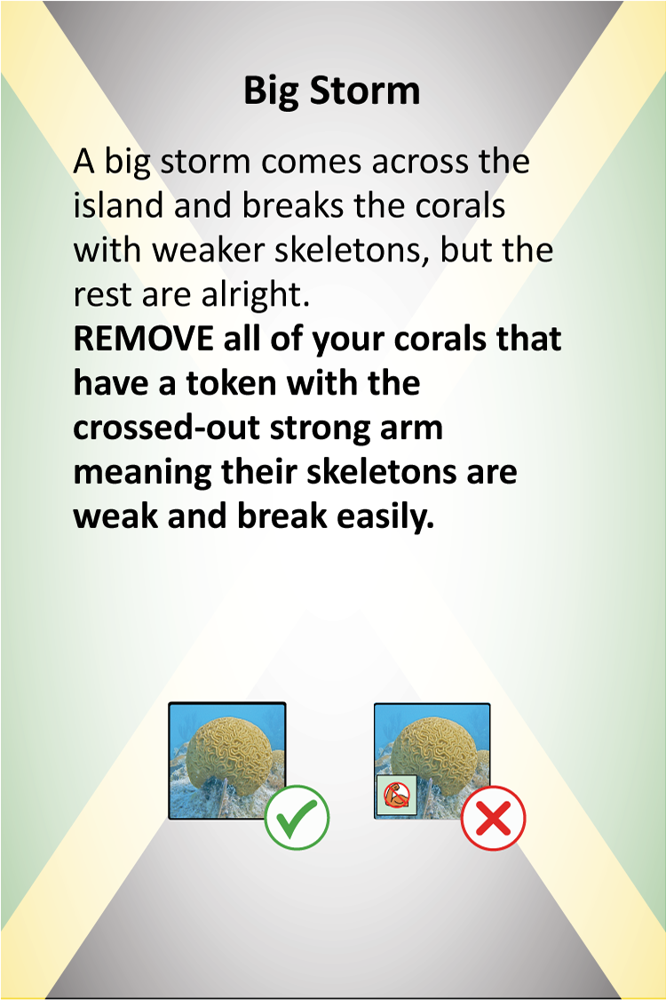 Big Storm
A big storm comes across the
island and breaks the corals
with weaker skeletons, but the
rest are alright.
REMOVE all of your corals that
have a token with the
crossed-out strong arm
meaning their skeletons are
weak and break easily.